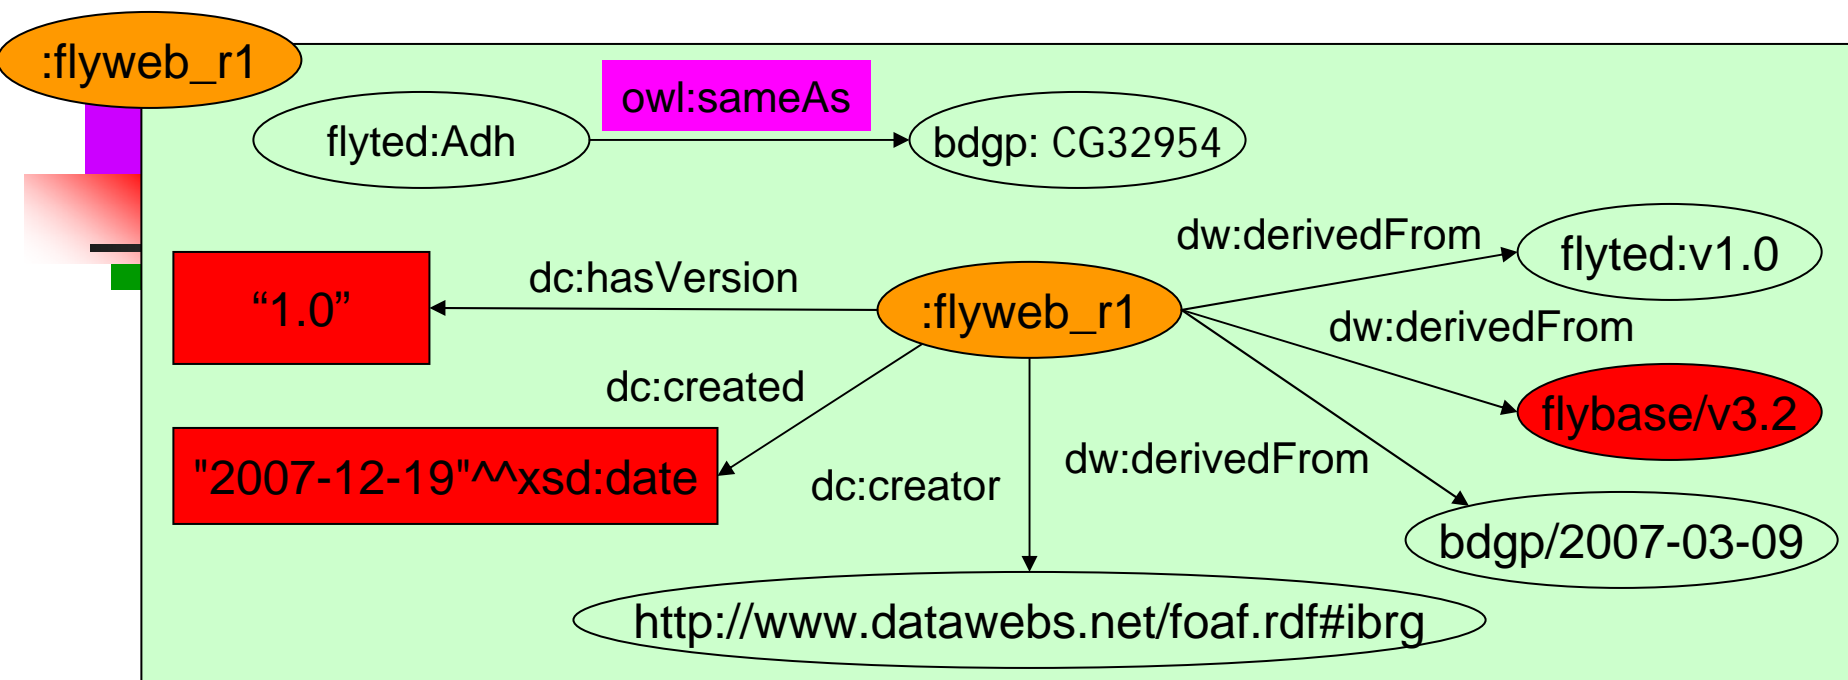 :flyweb_r1
owl:sameAs
flyted:Adh
bdgp: CG32954
dw:derivedFrom
flyted:v1.0
dc:hasVersion
“1.0”
:flyweb_r1
dw:derivedFrom
dc:created
flybase/v3.2
"2007-12-19"^^xsd:date
dw:derivedFrom
dc:creator
bdgp/2007-03-09
http://www.datawebs.net/foaf.rdf#ibrg